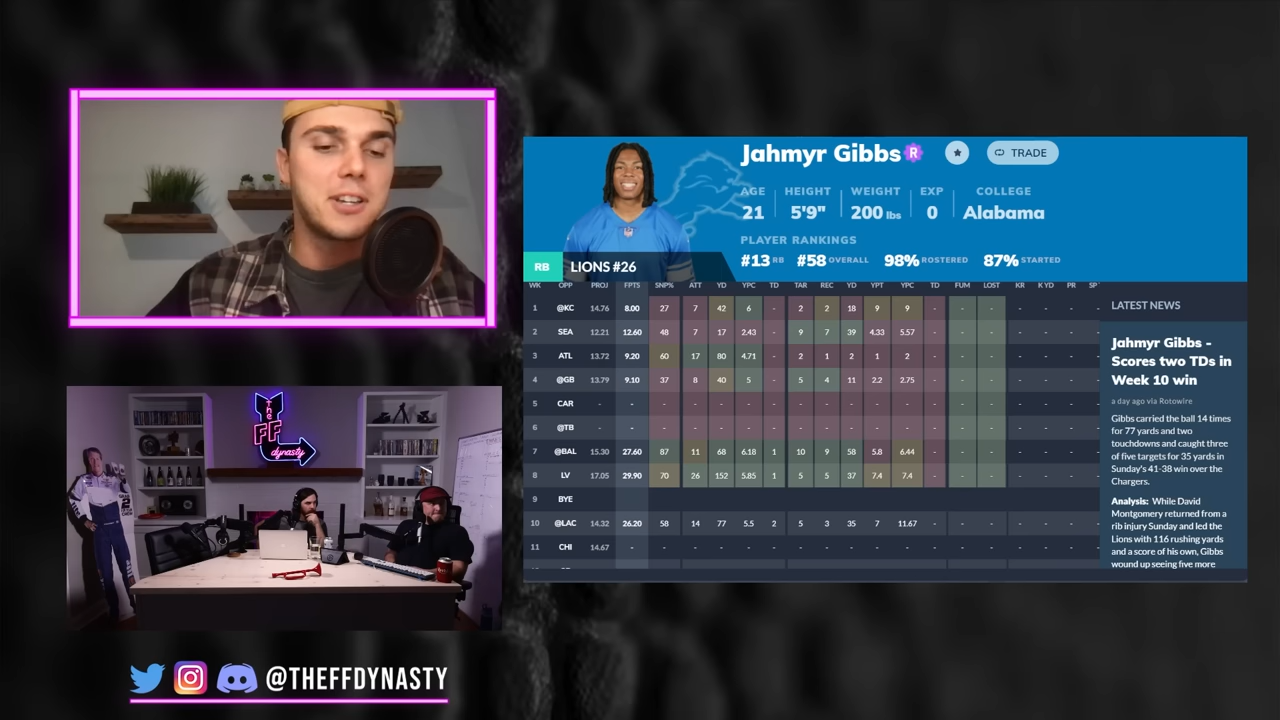 Jahmyr Gibbs R
TRADE
AGE HEIGHT WEIGHT EXP COLLEGE
21 5'9" 200 lbs 0 Alabama
PLAYER RANKINGS
#13 RB #58 OVERALL 98% ROSTERED 87% STARTED
RB LIONS #26
WK OPP PROJ FPTS SNP% ATT YD YPC TD TAR REC YD YPT YPC TD FUM LOST KR K YD PR
1 @KC 14.76 8.00 27 7 42 6 - 2 2 18 9 9 - - - - - - -
2 SEA 12.21 12.60 48 7 17 2.43 - 9 7 39 4.33 5.57 - - - - - - -
3 ATL 13.72 9.20 60 17 80 4.71 - 2 1 2 1 2 - - - - - - -
4 @GB 13.79 9.10 37 8 40 5 - 5 4 11 2.2 2.75 - - - - - - -
5 CAR - - - - - - - - - - - - - - - - - - -
6 @TB - - - - - - - - - - - - - - - - - - -
7 @BAL 15.30 27.60 87 11 68 6.18 1 10 9 58 5.8 6.44 - - - - - - -
8 LV 17.05 29.90 70 26 152 5.85 1 5 5 37 7.4 7.4 - - - - - - -
9 BYE
10 @LAC 14.32 26.20 58 14 77 5.5 2 5 3 35 7 11.67 - - - - - - -
11 CHI 14.67 - - - - - - - - - - - - - - - - - -
LATEST NEWS
Jahmyr Gibbs -
Scores two TDs in
Week 10 win
a day ago via Rotowire
Gibbs carried the ball 14 times
for 77 yards and two
touchdowns and caught three
of five targets for 35 yards in
Sunday's 41-38 win over the
Chargers.
Analysis: While David
Montgomery returned from a
rib injury Sunday and led the
Lions with 116 rushing yards
and a score of his own, Gibbs
wound up seeing five more
The
FF
dynasty
@THEFFDYNASTY